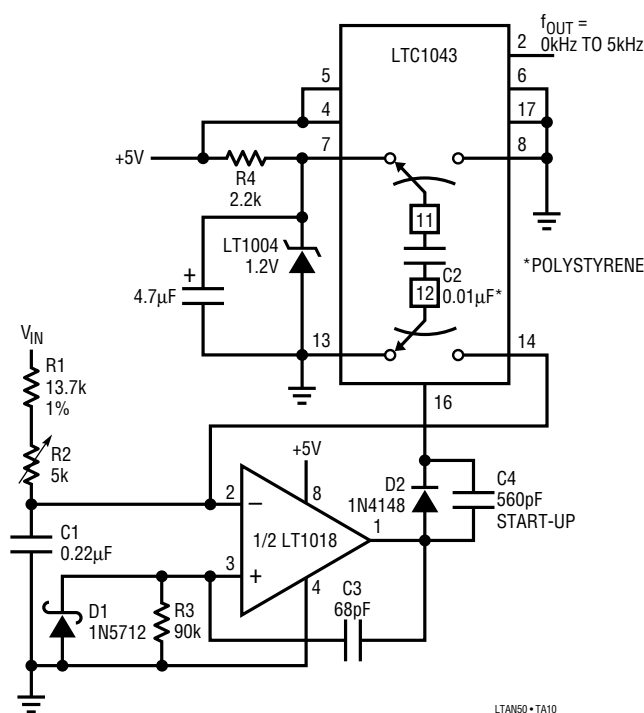 LTC1043
2
fOUT =
0kHz TO 5kHz
5
6
4
17
+5V
7
8
R4
2.2k
11
LT1004
1.2V
C2
0.01µF*
*POLYSTYRENE
+
4.7µF
12
13
14
VIN
R1
13.7k
1%
16
+5V
R2
5k
D2
1N4148
C4
560pF
START-UP
2
−
8
1
C1
0.22µF
1/2 LT1018
3
+
4
C3
68pF
D1
1N5712
R3
90k
LTAN50 • TA10